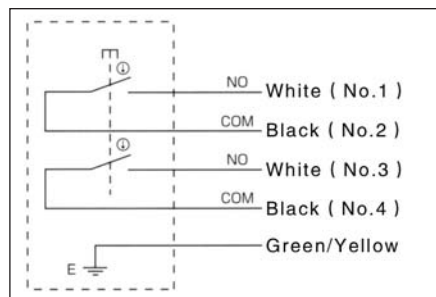 NO White ( No.1 )
COM Black ( No.2 )
NO White ( No.3 )
COM Black ( No.4 )
Green/Yellow
E